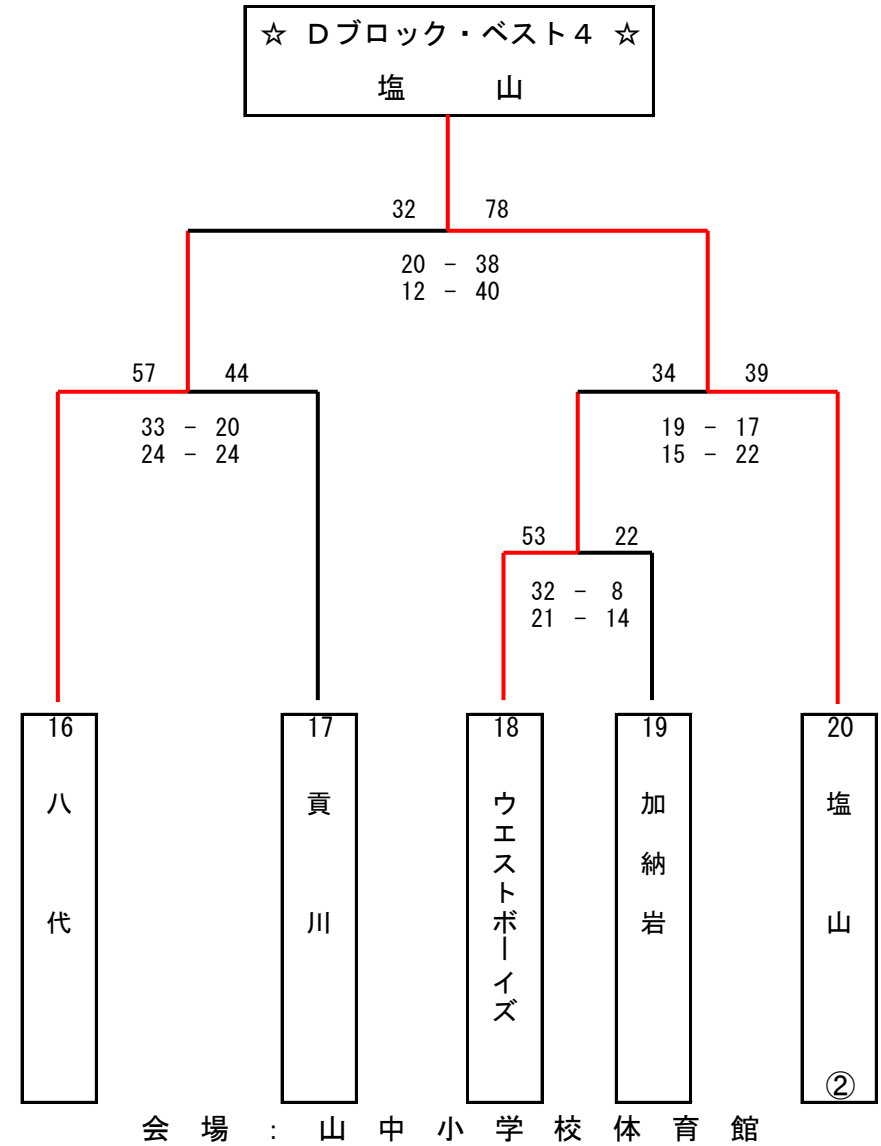 ☆ Ｄブロック・ベスト４ ☆
塩 山
32 78
20 － 38
12 － 40
57 44
34 39
33 － 20
24 － 24
19 － 17
15 － 22
53 22
32 － 8
21 － 14
16
八代
17
貢川
18
ウエストボーイズ
19
加納岩
20
塩山
②
会 場 ： 山 中 小 学 校 体 育 館